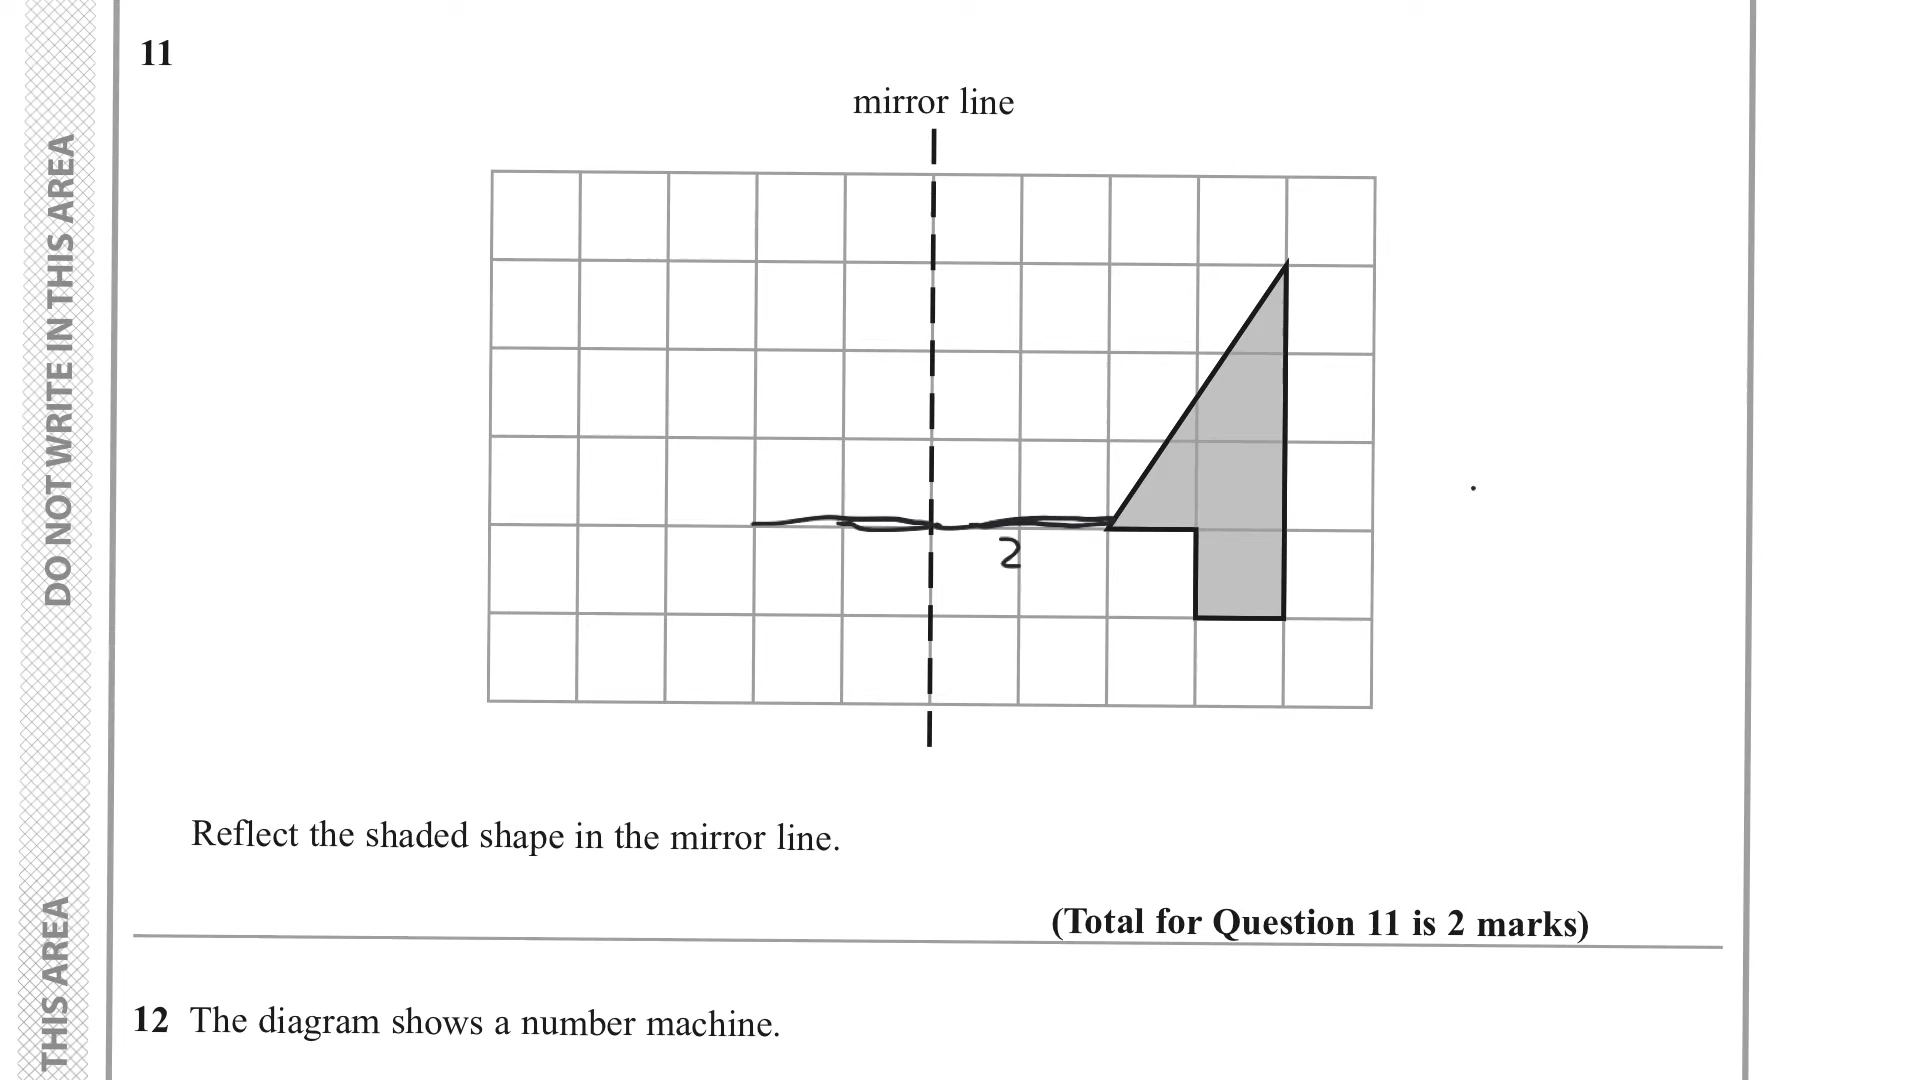 11
mirror line
2
Reflect the shaded shape in the mirror line.
(Total for Question 11 is 2 marks)
12 The diagram shows a number machine.
DO NOT WRITE IN THIS AREA
THIS AREA